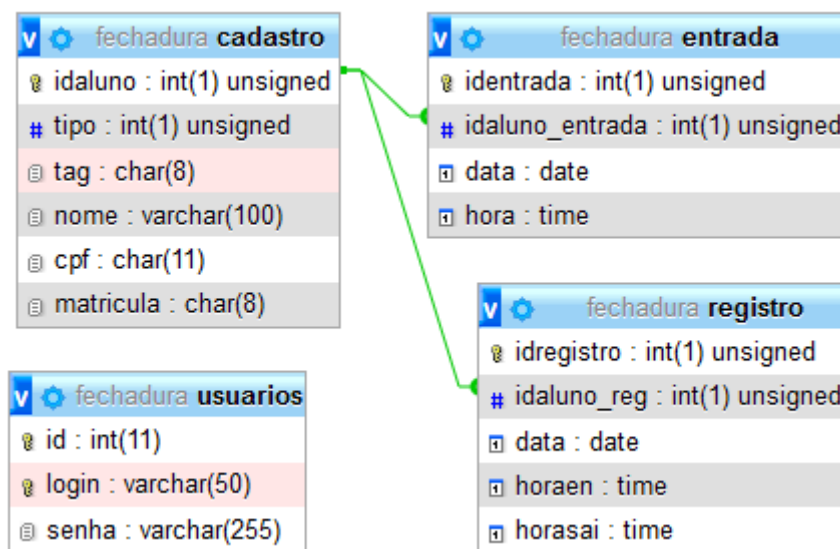 v fechadura cadastro
idaluno : int(1) unsigned
# tipo : int(1) unsigned
tag : char(8)
nome : varchar(100)
cpf : char(11)
matricula : char(8)
v fechadura entrada
identrada : int(1) unsigned
# idaluno_entrada : int(1) unsigned
data : date
hora : time
v fechadura registro
idregistro : int(1) unsigned
# idaluno_reg : int(1) unsigned
data : date
horaen : time
horasai : time
v fechadura usuarios
id : int(11)
login : varchar(50)
senha : varchar(255)